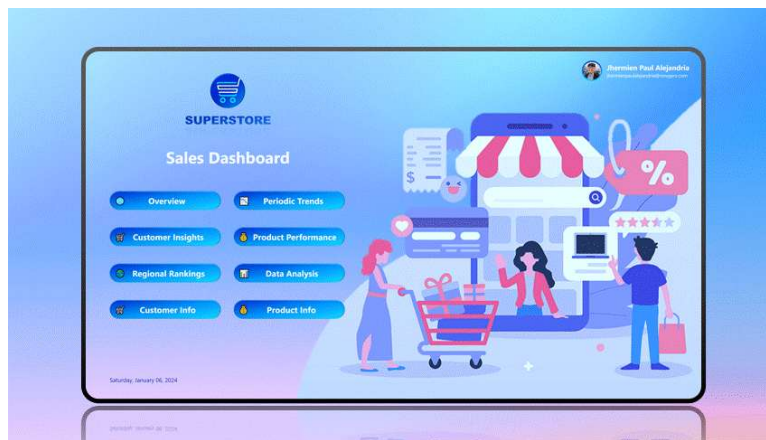 Jhermien Paul Alejandria
SUPERSTORE
Sales Dashboard
Overview
Periodic Trends
Customer Insights
Product Performance
Regional Rankings
Data Analysis
Customer Info
Product Info
$
%
Saturday, January 06, 2024